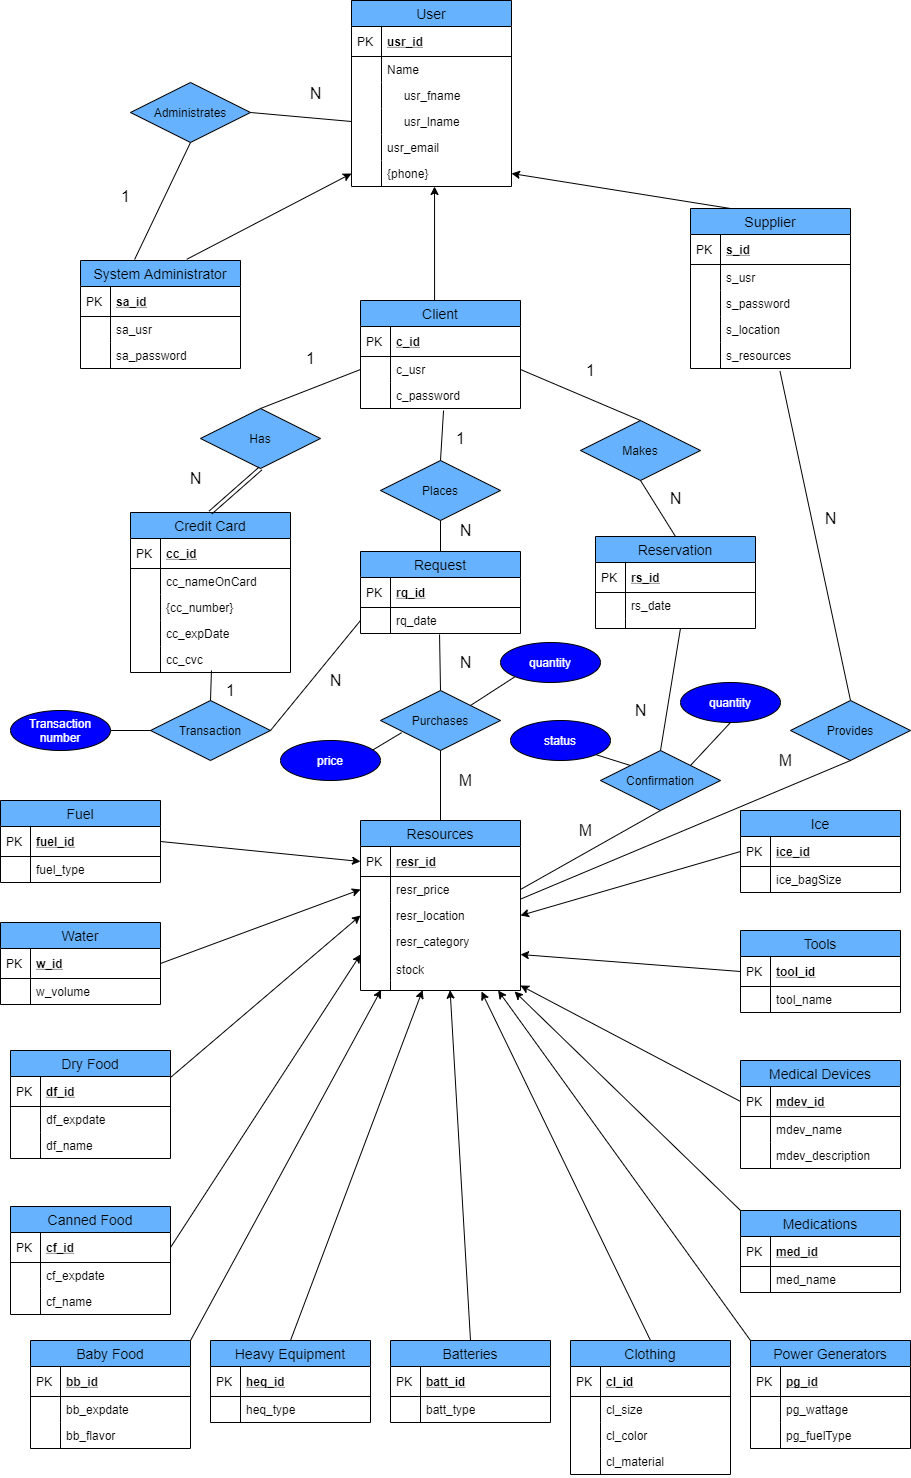 User
PK usr_id
Name
usr_fname
usr_lname
usr_email
{phone}
Administrates
N
1
System Administrator
PK sa_id
sa_usr
sa_password
Supplier
PK s_id
s_usr
s_password
s_location
s_resources
Client
PK c_id
c_usr
c_password
1
Has
N
1
Places
N
1
Makes
N
Credit Card
PK cc_id
cc_nameOnCard
{cc_number}
cc_expDate
cc_cvc
Request
PK rq_id
rq_date
Reservation
PK rs_id
rs_date
N
1
N
Transaction
number
Transaction
N
quantity
Purchases
price
M
quantity
N
status
Confirmation
M
Provides
M
Fuel
PK fuel_id
fuel_type
Resources
PK resr_id
resr_price
resr_location
resr_category
stock
Ice
PK ice_id
ice_bagSize
Water
PK w_id
w_volume
Tools
PK tool_id
tool_name
Dry Food
PK df_id
df_expdate
df_name
Medical Devices
PK mdev_id
mdev_name
mdev_description
Canned Food
PK cf_id
cf_expdate
cf_name
Medications
PK med_id
med_name
Baby Food
PK bb_id
bb_expdate
bb_flavor
Heavy Equipment
PK heq_id
heq_type
Batteries
PK batt_id
batt_type
Clothing
PK cl_id
cl_size
cl_color
cl_material
Power Generators
PK pg_id
pg_wattage
pg_fuelType